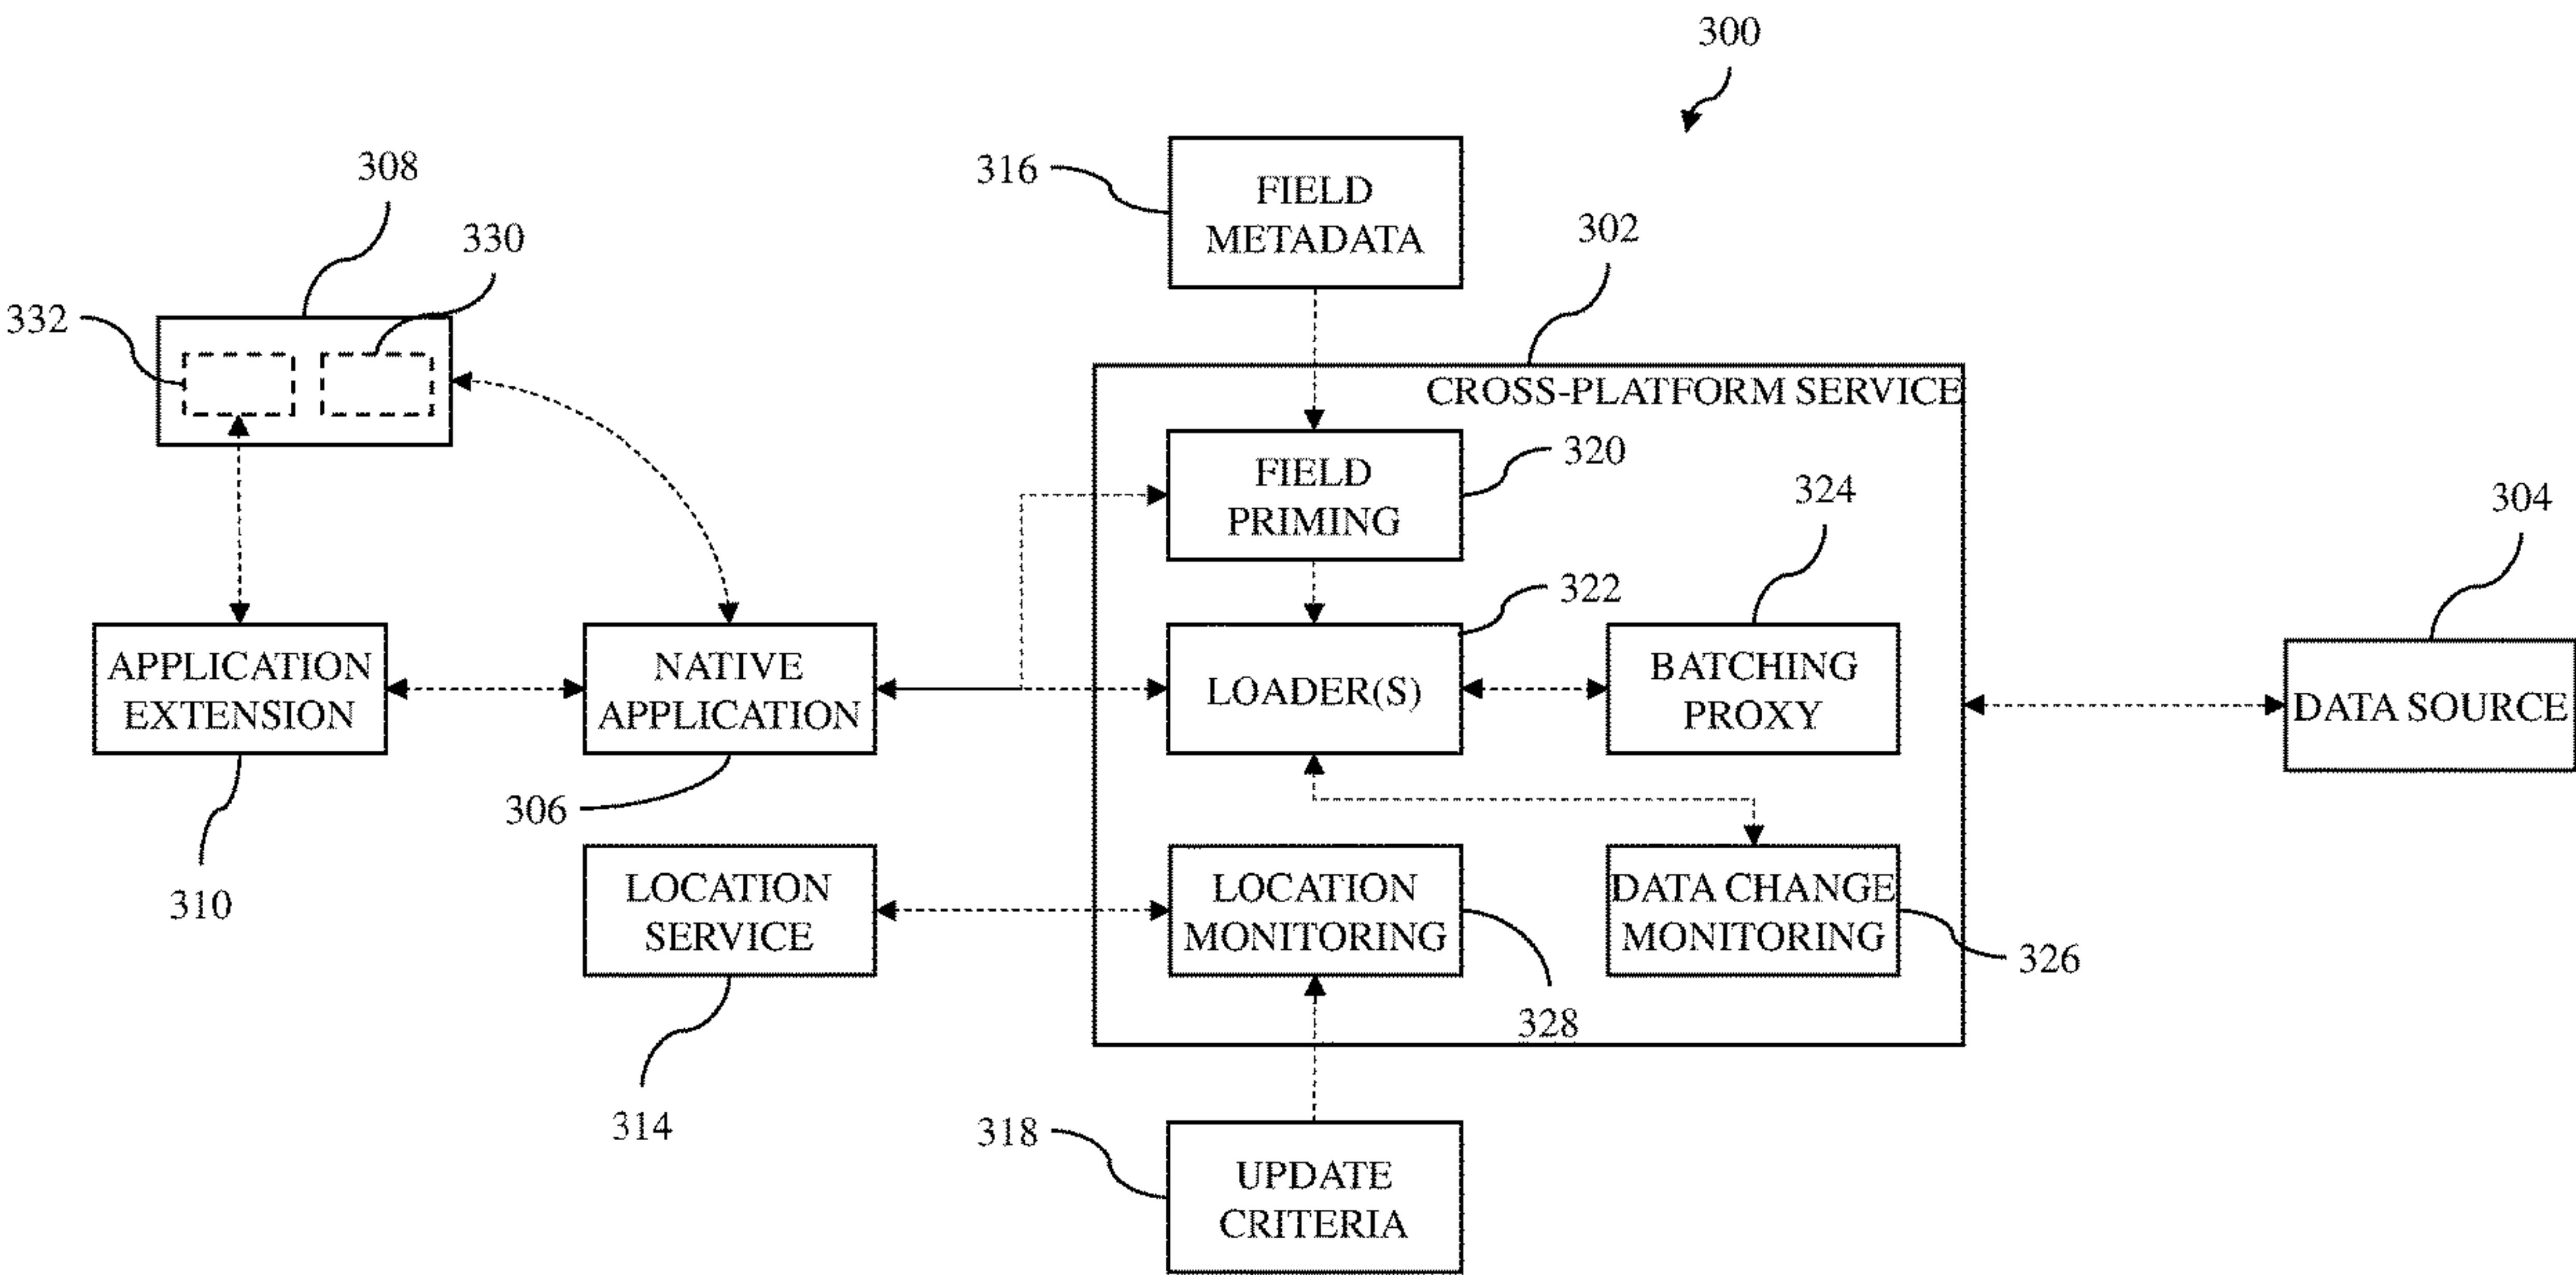 300
316
FIELD
METADATA
308
330
302
332
CROSS-PLATFORM SERVICE
320
FIELD
PRIMING
324
304
322
APPLICATION
EXTENSION
NATIVE
APPLICATION
LOADER(S)
BATCHING
PROXY
DATA SOURCE
306
310
LOCATION
SERVICE
LOCATION
MONITORING
DATA CHANGE
MONITORING
326
328
314
318
UPDATE
CRITERIA